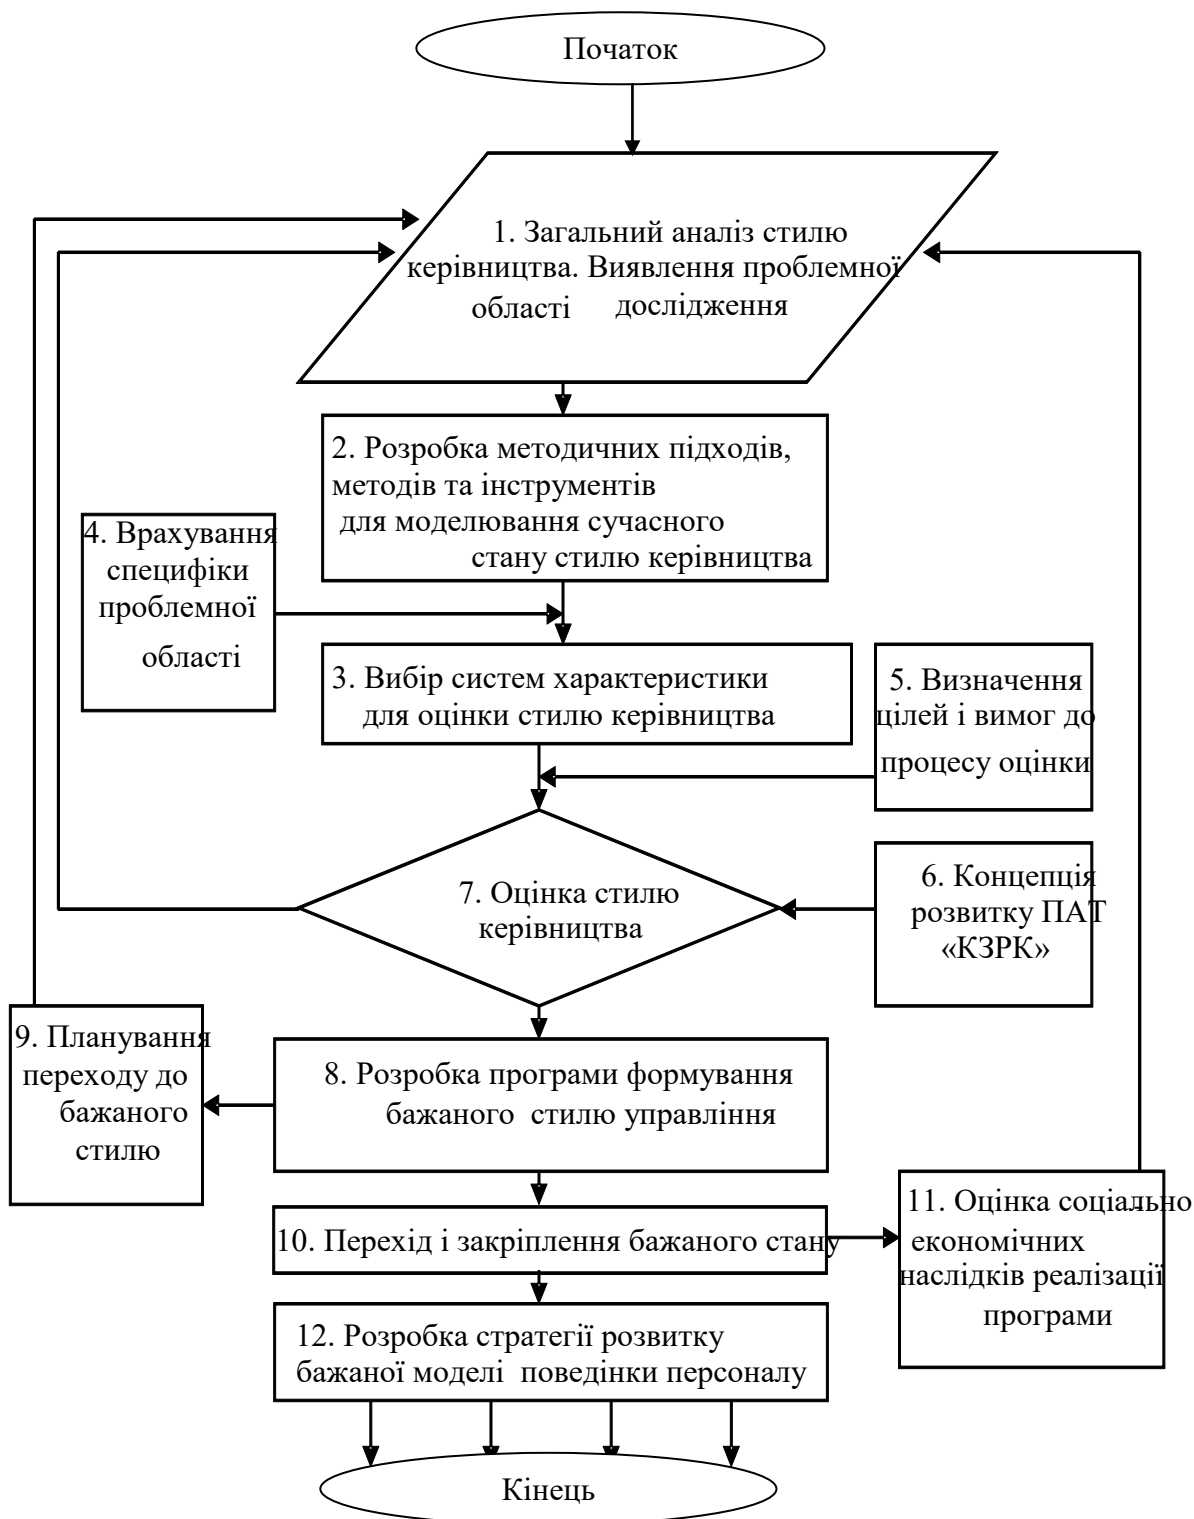 Початок
1. Загальний аналіз стилю
керівництва. Виявлення проблемної
області дослідження
2. Розробка методичних підходів,
методів та інструментів
для моделювання сучасного
стану стилю керівництва
4. Врахування
специфіки
проблемної
області
3. Вибір систем характеристики
для оцінки стилю керівництва
5. Визначення
цілей і вимог до
процесу оцінки
7. Оцінка стилю
керівництва
6. Концепція
розвитку ПАТ
«КЗРК»
9. Планування
переходу до
бажаного
стилю
8. Розробка програми формування
бажаного стилю управління
10. Перехід і закріплення бажаного стану
11. Оцінка соціально
економічних
наслідків реалізації
програми
12. Розробка стратегії розвитку
бажаної моделі поведінки персоналу
Кінець